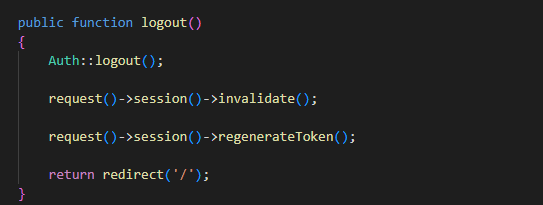 public function logout()
{
    Auth::logout();
    request()->session()->invalidate();
    request()->session()->regenerateToken();
    return redirect('/');
}